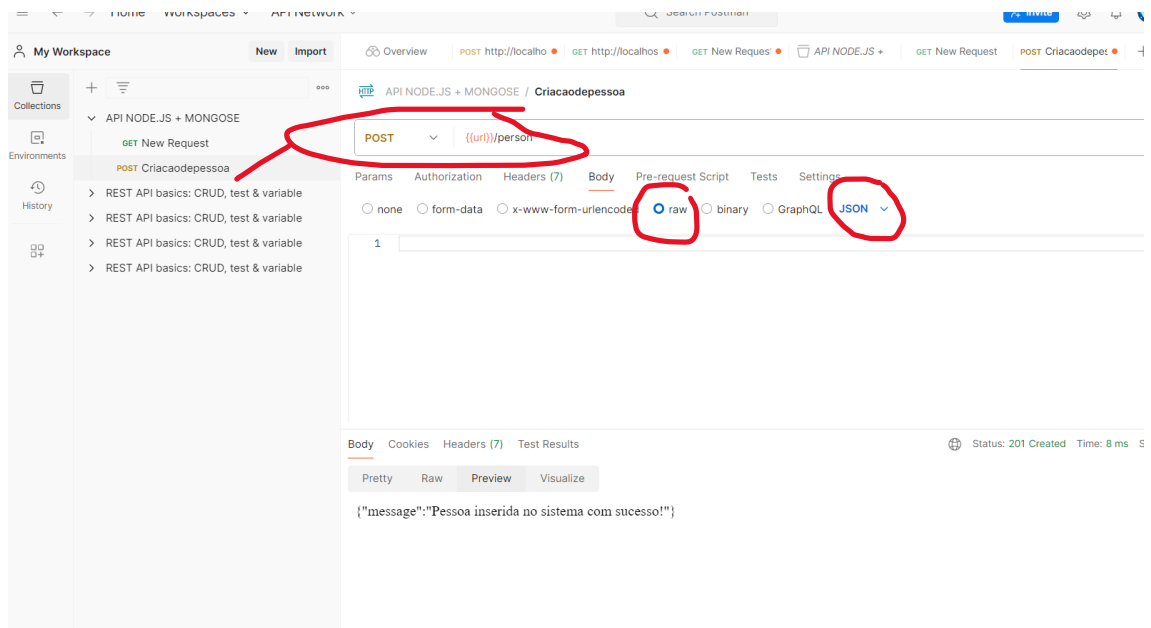 Home Workspaces API Network Search Postman Invite
My Workspace New Import Overview POST http://localho GET http://localhos GET New Reques API NODE.JS + GET New Request POST Criacaodepes
Collections
HTTP API NODE.JS + MONGOSE / Criacaodepessoa
API NODE.JS + MONGOSE
POST {{url}}/person
GET New Request
Environments
POST Criacaodepessoa
Params Authorization Headers (7) Body Pre-request Script Tests Settings
REST API basics: CRUD, test & variable
History
none form-data x-www-form-urlencoded raw binary GraphQL JSON
REST API basics: CRUD, test & variable
1
REST API basics: CRUD, test & variable
REST API basics: CRUD, test & variable
Body Cookies Headers (7) Test Results Status: 201 Created Time: 8 ms S
Pretty Raw Preview Visualize
{"message":"Pessoa inserida no sistema com sucesso!"}